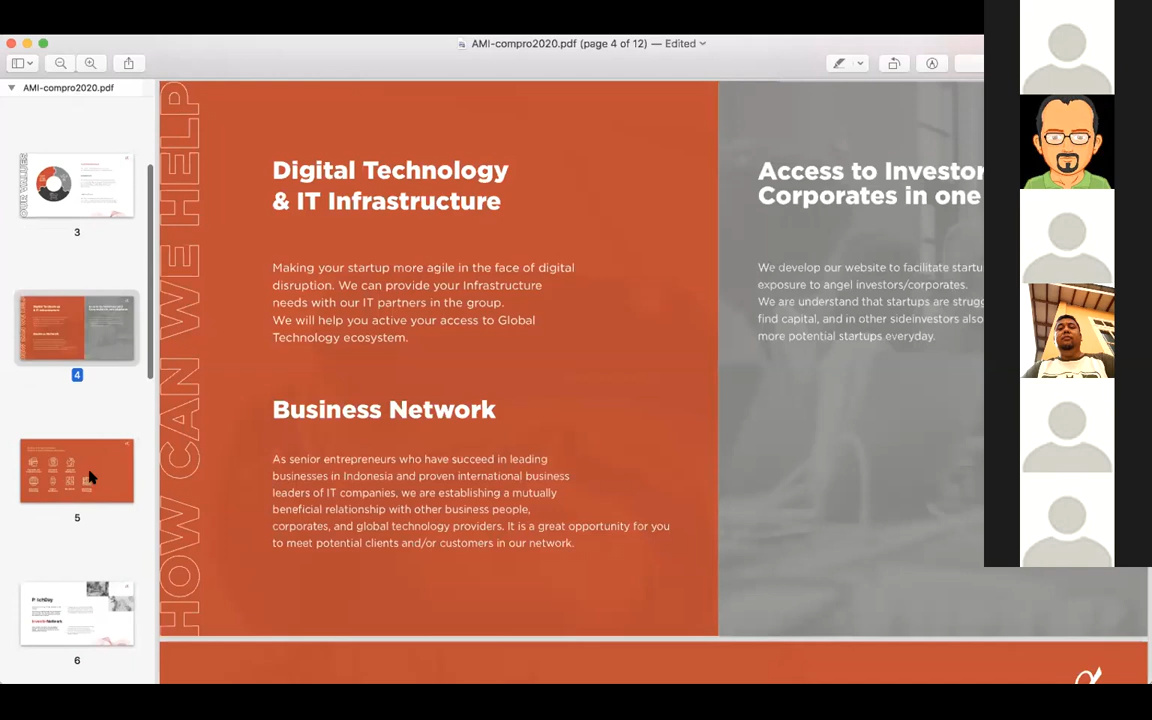 AMI-compro2020.pdf (page 4 of 12) — Edited
AMI-compro2020.pdf
OUR VALUES
3
4
5
6
HOW CAN WE HELP
Digital Technology
& IT Infrastructure
Making your startup more agile in the face of digital
disruption. We can provide your Infrastructure
needs with our IT partners in the group.
We will help you active your access to Global
Technology ecosystem.
Business Network
As senior entrepreneurs who have succeed in leading
businesses in Indonesia and proven international business
leaders of IT companies, we are establishing a mutually
beneficial relationship with other business people,
corporates, and global technology providers. It is a great opportunity for you
to meet potential clients and/or customers in our network.
Access to Investor
Corporates in one
We develop our website to facilitate startu
exposure to angel investors/corporates.
We are understand that startups are strugg
find capital, and in other sideinvestors also
more potential startups everyday.